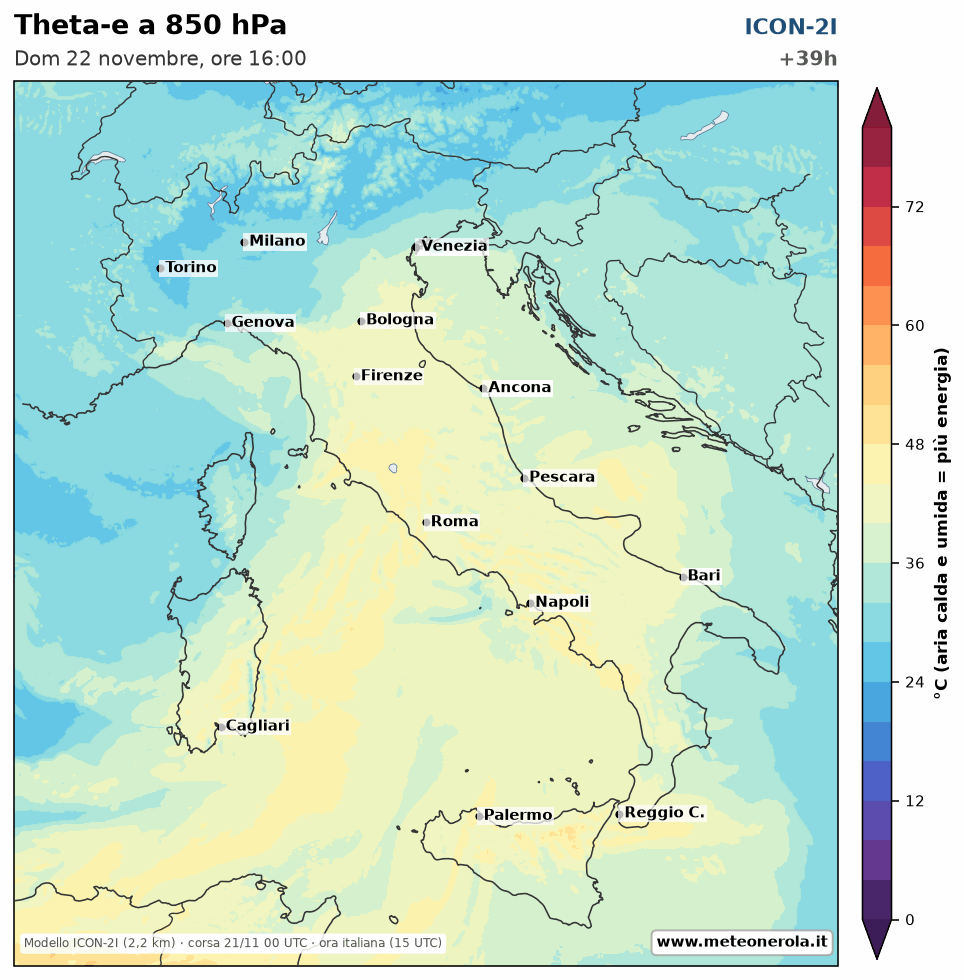 Theta-e a 850 hPa
ICON-2I
Dom 22 novembre, ore 16:00
+39h
Milano
Venezia
Torino
Genova
Bologna
Firenze
Ancona
Pescara
Roma
Bari
Napoli
Cagliari
Palermo
Reggio C.
72
60
48
36
24
12
0
°C (aria calda e umida = più energia)
Modello ICON-2I (2,2 km) · corsa 21/11 00 UTC · ora italiana (15 UTC)
www.meteonerola.it